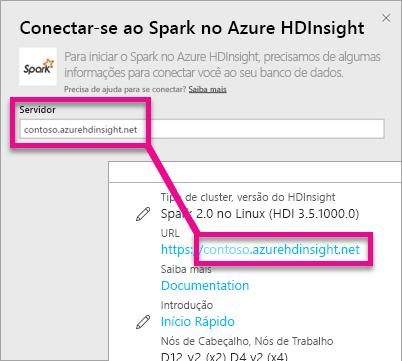 Conectar-se ao Spark no Azure HDInsight
Spark
Para iniciar o Spark no Azure HDInsight, precisamos de algumas
informações para conectar você ao seu banco de dados.
Precisa de ajuda para se conectar? Saiba mais
Servidor
contoso.azurehdinsight.net
Tipo de cluster, versão do HDInsight
Spark 2.0 no Linux (HDI 3.5.1000.0)
URL
https://contoso.azurehdinsight.net
Saiba mais
Documentation
Introdução
Início Rápido
Nós de Cabeçalho, Nós de Trabalho
D12 v2 (x2) D4 v2 (x4)